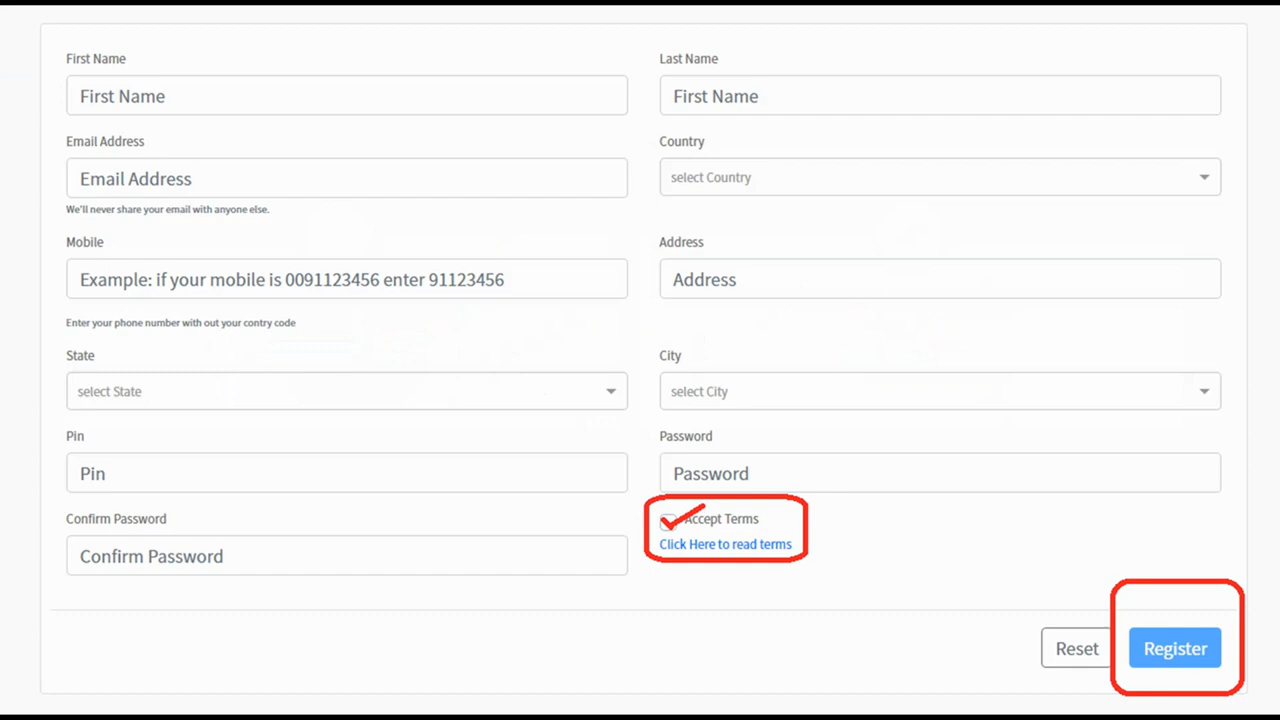 First Name
Last Name
First Name
First Name
Email Address
Country
Email Address
select Country
We'll never share your email with anyone else.
Mobile
Address
Example: if your mobile is 0091123456 enter 91123456
Address
Enter your phone number with out your contry code
State
City
select State
select City
Pin
Password
Pin
Password
Confirm Password
Accept Terms
Click Here to read terms
Confirm Password
Reset
Register